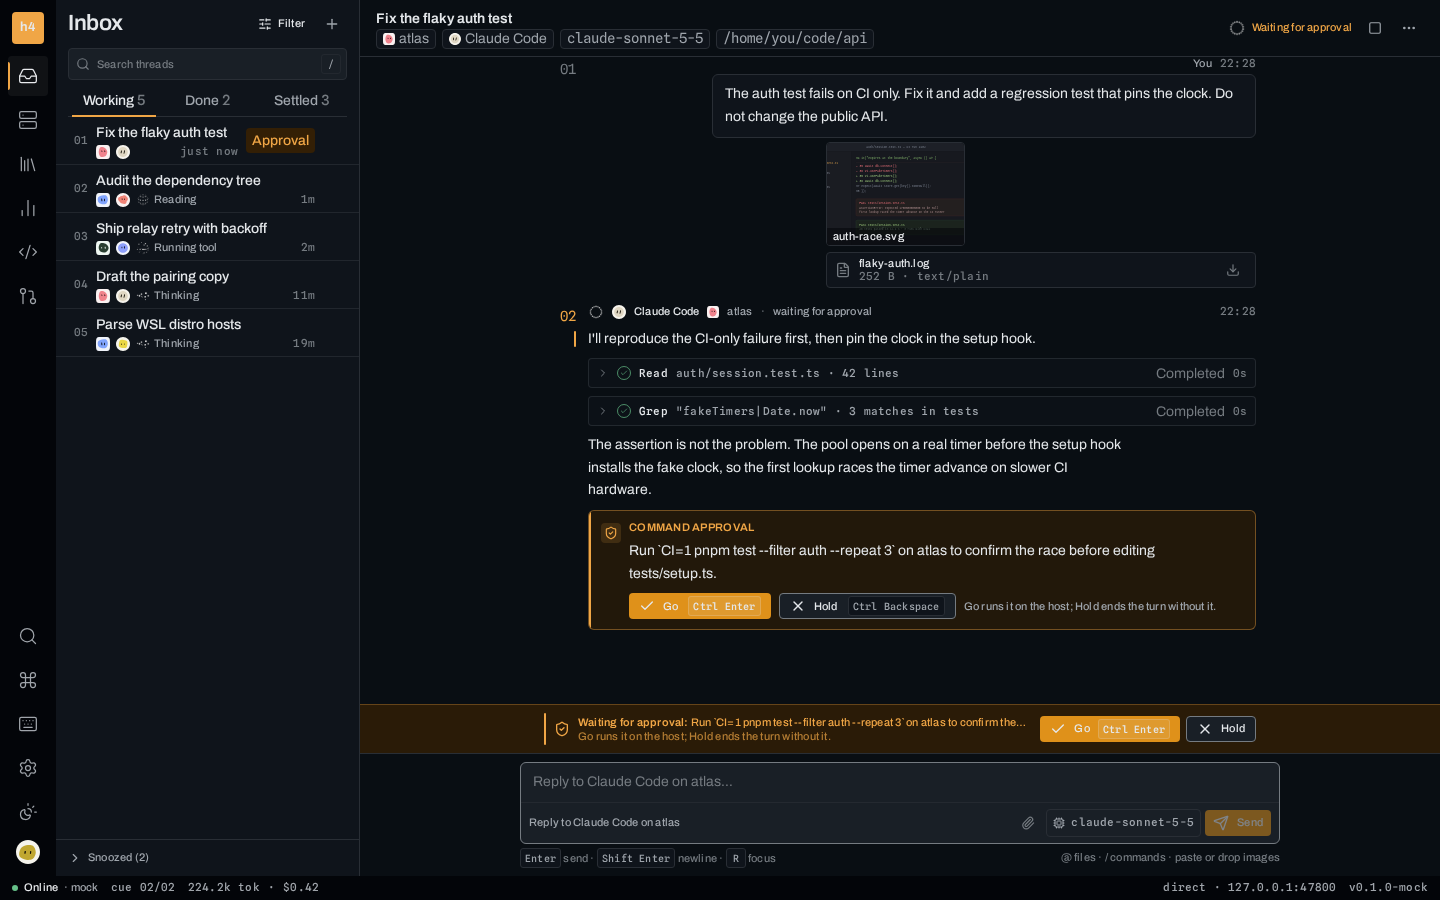 h4
Inbox
Filter
Search threads /
Working 5 Done 2 Settled 3
01 Fix the flaky auth test
just now Approval
02 Audit the dependency tree
Reading 1m
03 Ship relay retry with backoff
Running tool 2m
04 Draft the pairing copy
Thinking 11m
05 Parse WSL distro hosts
Thinking 19m
Snoozed (2)
Fix the flaky auth test
atlas Claude Code claude-sonnet-5-5 /home/you/code/api
Waiting for approval
01 You 22:28
The auth test fails on CI only. Fix it and add a regression test that pins the clock. Do
not change the public API.
auth-race.svg
flaky-auth.log
252 B · text/plain
02 Claude Code atlas · waiting for approval 22:28
I'll reproduce the CI-only failure first, then pin the clock in the setup hook.
Read auth/session.test.ts · 42 lines Completed 0s
Grep "fakeTimers|Date.now" · 3 matches in tests Completed 0s
The assertion is not the problem. The pool opens on a real timer before the setup hook
installs the fake clock, so the first lookup races the timer advance on slower CI
hardware.
COMMAND APPROVAL
Run `CI=1 pnpm test --filter auth --repeat 3` on atlas to confirm the race before editing
tests/setup.ts.
Go Ctrl Enter Hold Ctrl Backspace Go runs it on the host; Hold ends the turn without it.
Waiting for approval: Run `CI=1 pnpm test --filter auth --repeat 3` on atlas to confirm the…
Go runs it on the host; Hold ends the turn without it.
Go Ctrl Enter Hold
Reply to Claude Code on atlas…
Reply to Claude Code on atlas claude-sonnet-5-5 Send
Enter send · Shift Enter newline · R focus @ files · / commands · paste or drop images
Online · mock cue 02/02 224.2k tok · $0.42 direct · 127.0.0.1:47800 v0.1.0-mock